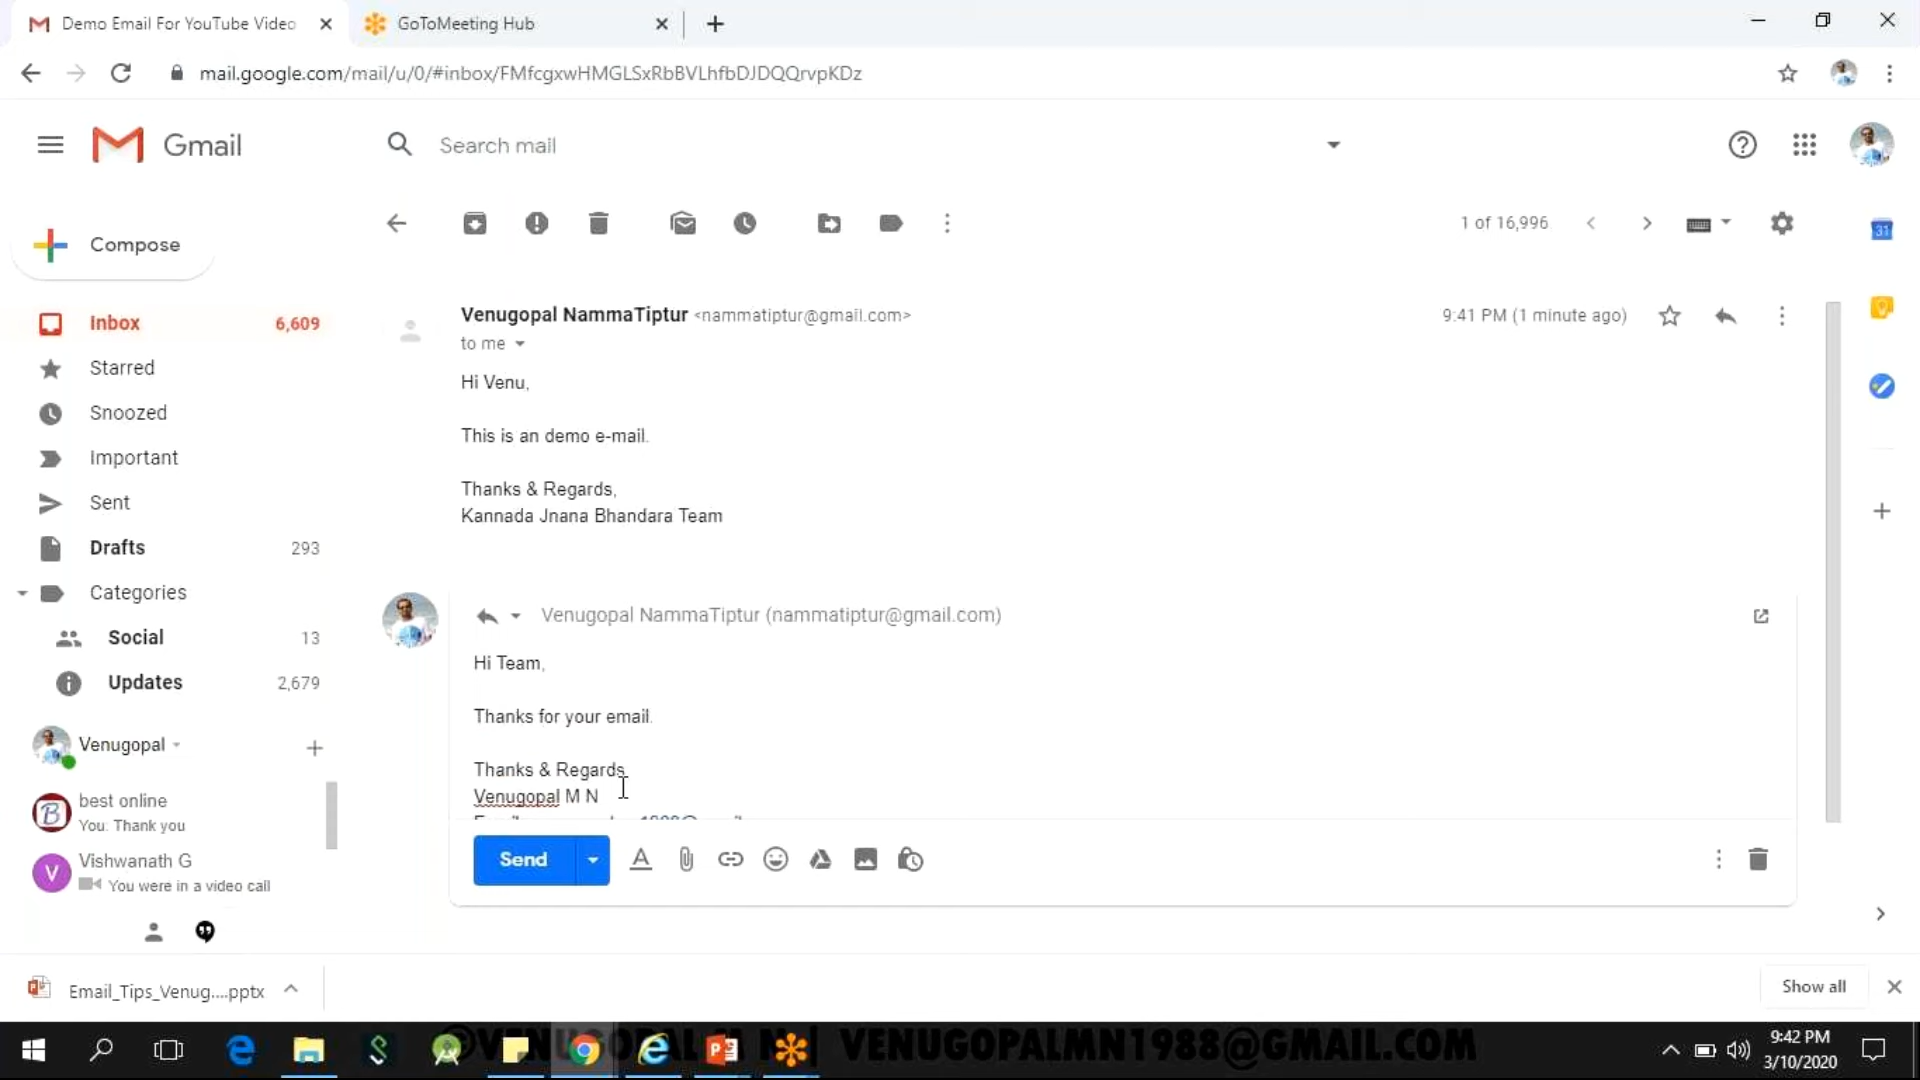 Demo Email For YouTube Video
GoToMeeting Hub
mail.google.com/mail/u/0/#inbox/FMfcgxwHMGLSxRbBVLhfbDJDQQrvpKDz
Gmail
Search mail
Compose
1 of 16,996
31
Inbox 6,609
Starred
Snoozed
Important
Sent
Drafts 293
Categories
Social 13
Updates 2,679
Venugopal
best online
You: Thank you
V
Vishwanath G
You were in a video call
Venugopal NammaTiptur <nammatiptur@gmail.com>
9:41 PM (1 minute ago)
to me
Hi Venu,
This is an demo e-mail.
Thanks & Regards,
Kannada Jnana Bhandara Team
Venugopal NammaTiptur (nammatiptur@gmail.com)
Hi Team,
Thanks for your email.
Thanks & Regards
Venugopal M N
Send
Email_Tips_Venug....pptx
Show all
©VENUGOPAL M N | VENUGOPALMN1988@GMAIL.COM
9:42 PM
3/10/2020